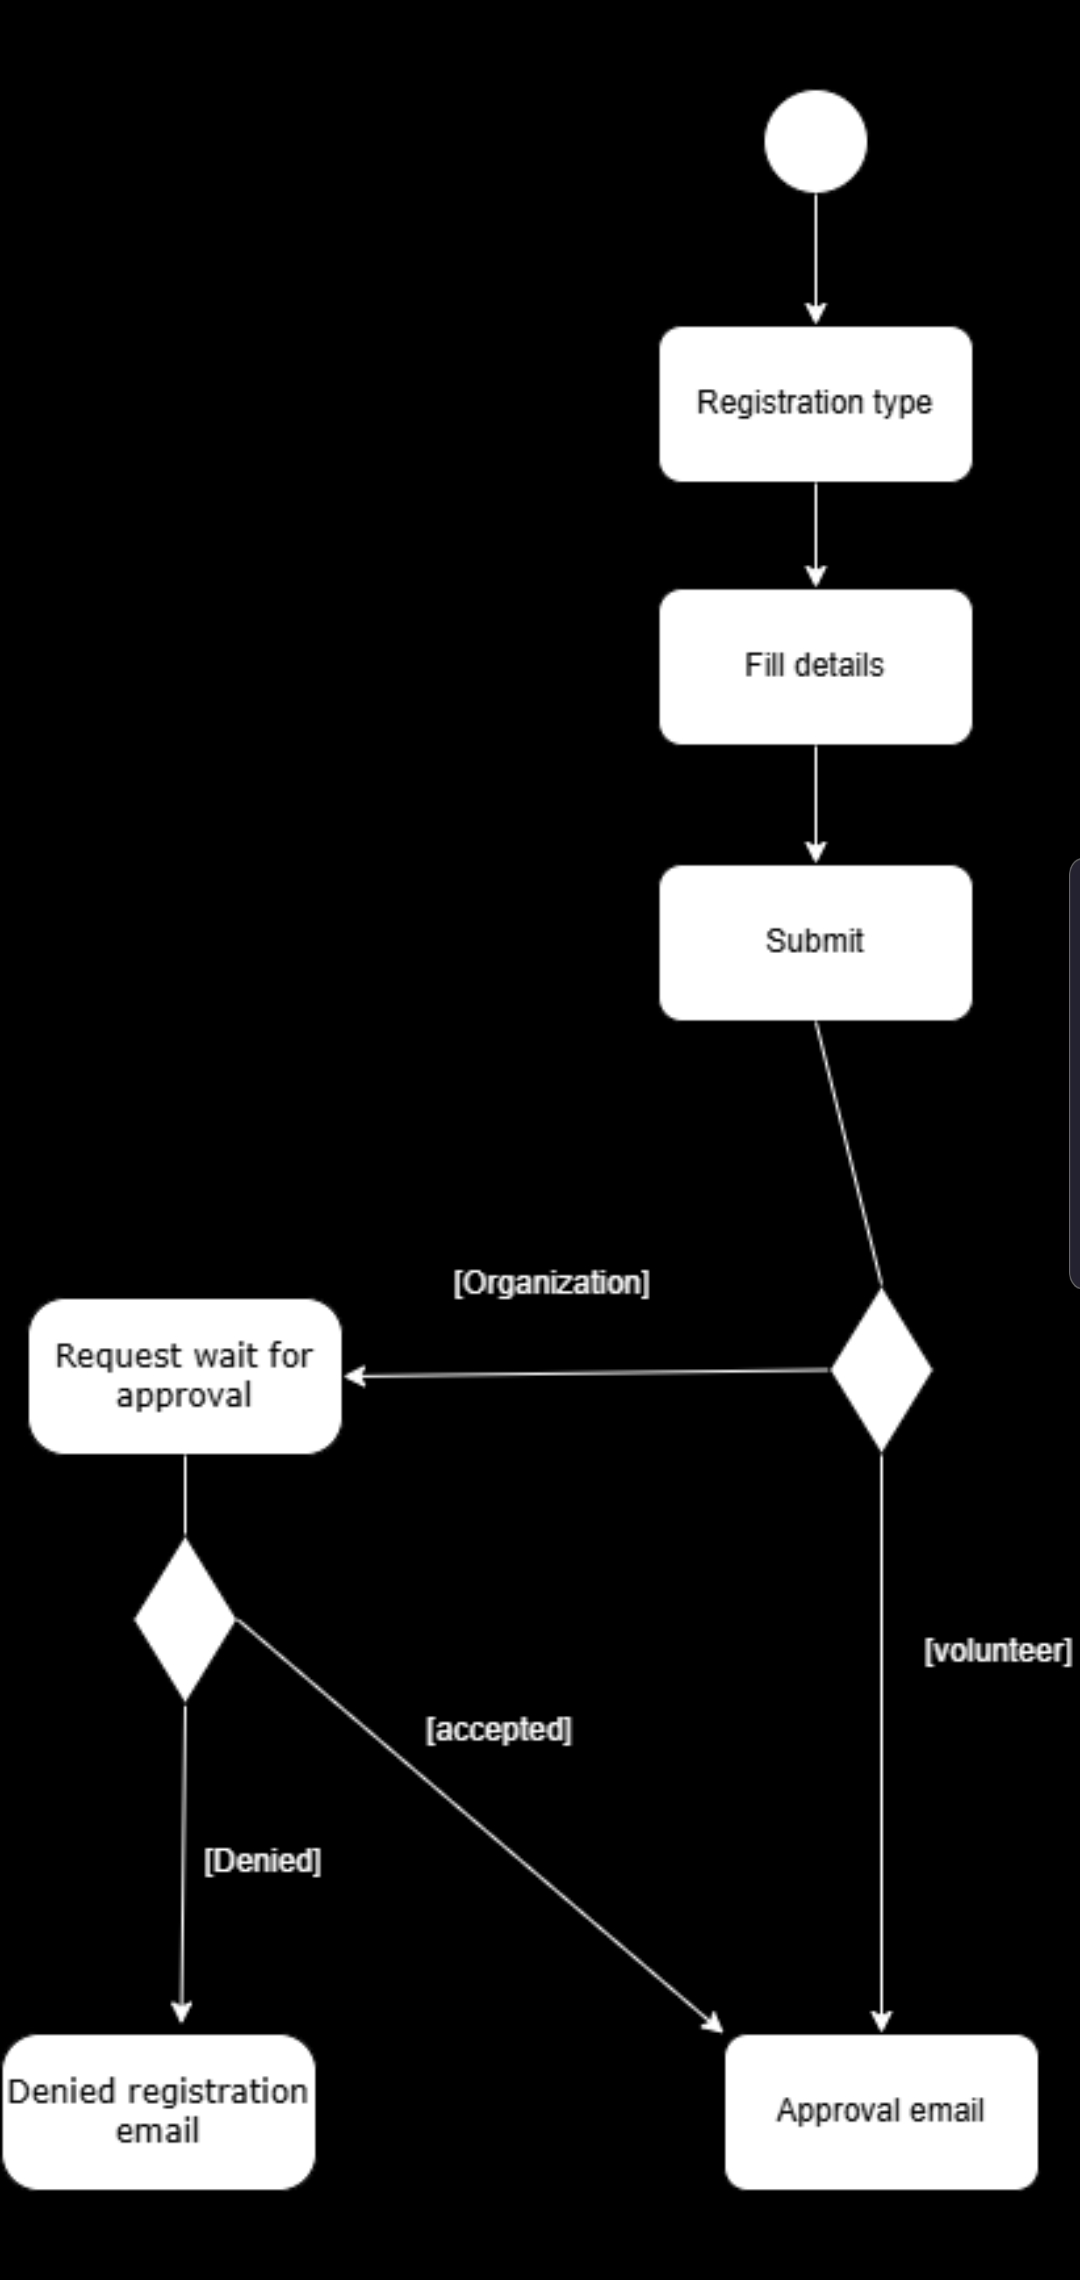 Registration type
Fill details
Submit
[Organization]
Request wait for
approval
[volunteer]
[accepted]
[Denied]
Denied registration
email
Approval email